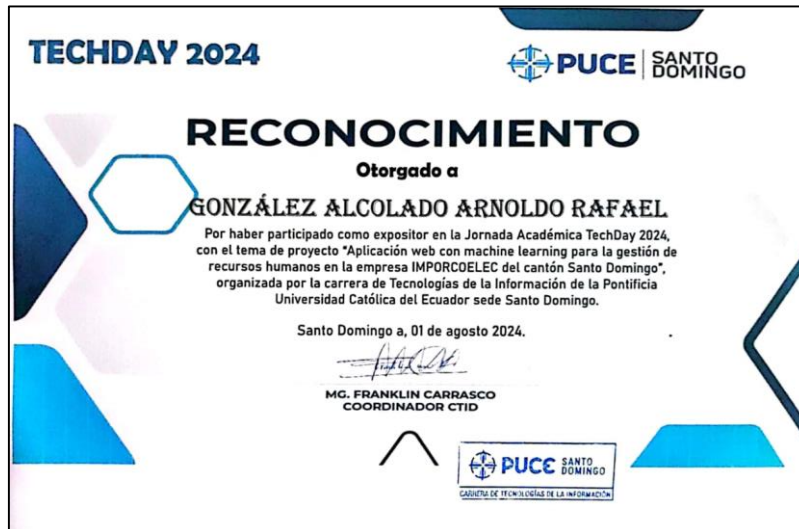 TECHDAY 2024
PUCE SANTO DOMINGO
RECONOCIMIENTO
Otorgado a
GONZÁLEZ ALCOLADO ARNOLDO RAFAEL
Por haber participado como expositor en la Jornada Académica TechDay 2024,
con el tema de proyecto "Aplicación web con machine learning para la gestión de
recursos humanos en la empresa IMPORCOELEC del cantón Santo Domingo",
organizada por la carrera de Tecnologías de la Información de la Pontificia
Universidad Católica del Ecuador sede Santo Domingo.
Santo Domingo a, 01 de agosto 2024.
MG. FRANKLIN CARRASCO
COORDINADOR CTID
PUCE SANTO DOMINGO
CARRERA DE TECNOLOGÍAS DE LA INFORMACIÓN